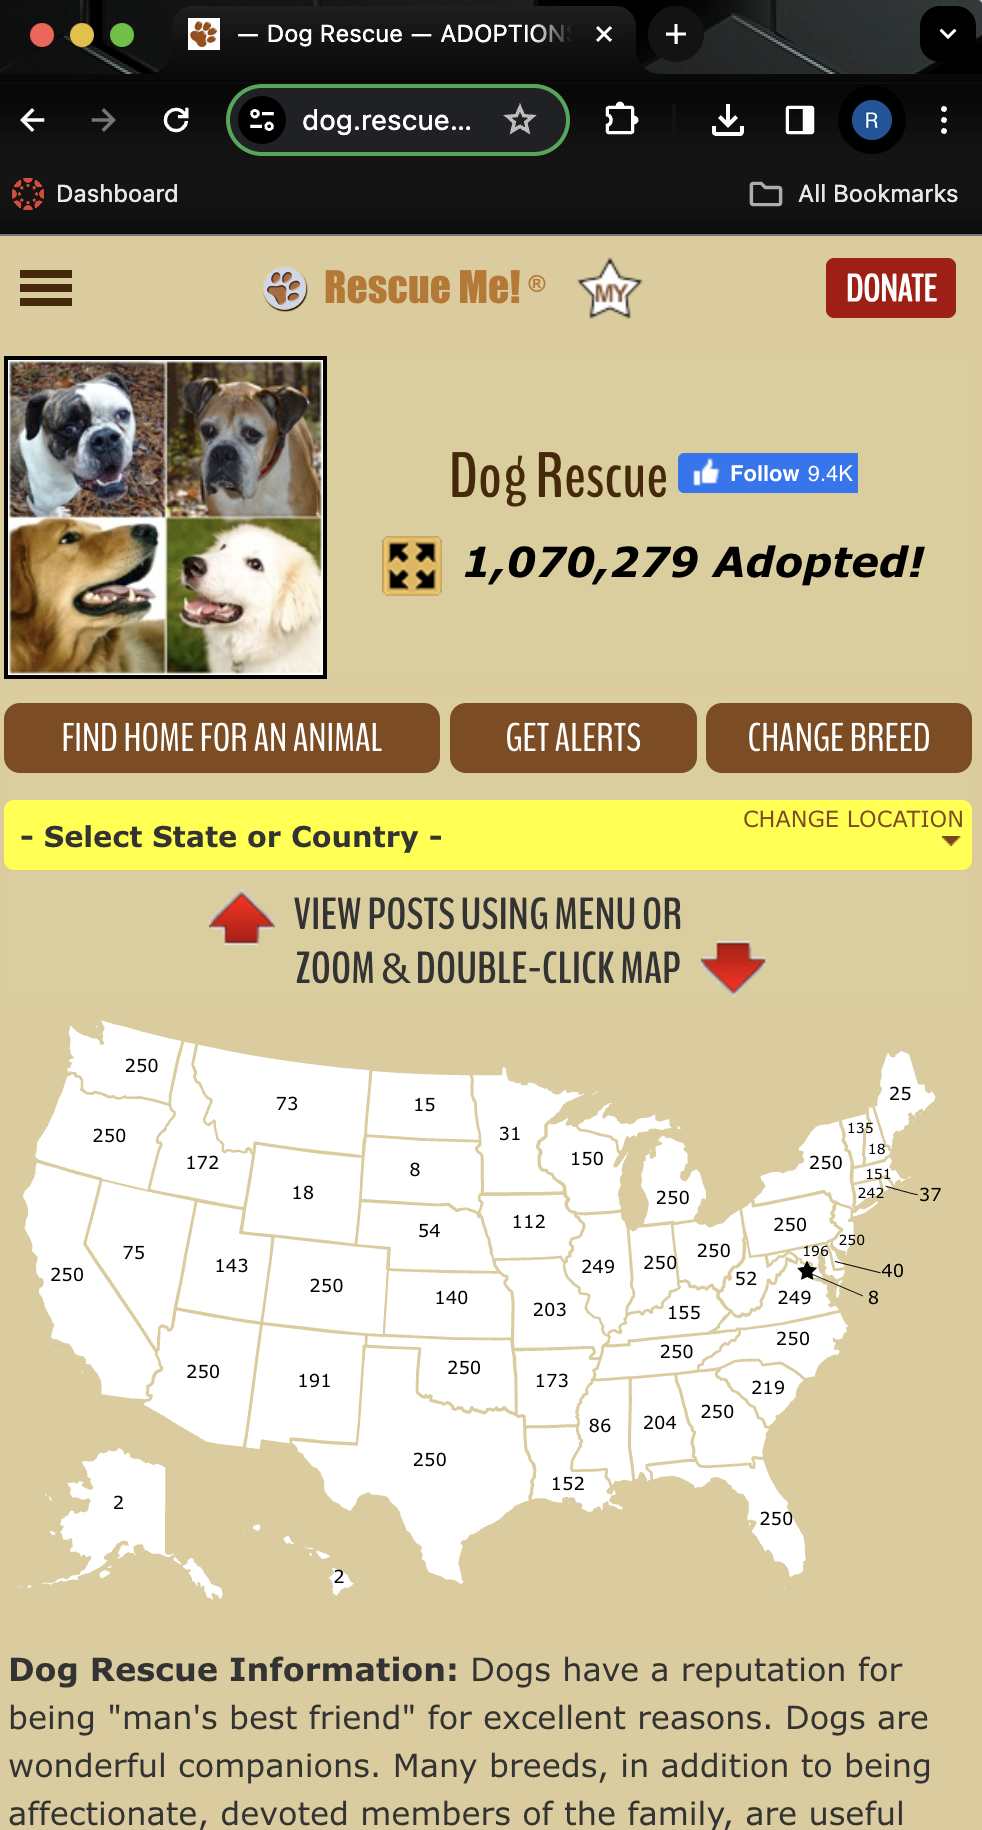 — Dog Rescue — ADOPTIONS
dog.rescue...
R
Dashboard
All Bookmarks
Rescue Me! ®
MY
DONATE
Dog Rescue
Follow 9.4K
1,070,279 Adopted!
FIND HOME FOR AN ANIMAL
GET ALERTS
CHANGE BREED
- Select State or Country -
CHANGE LOCATION
VIEW POSTS USING MENU OR
ZOOM & DOUBLE-CLICK MAP
250
73
15
31
25
250
172
8
150
135
18
250
151
18
250
242
37
54
112
250
250
75
143
250
249
250
250
196
40
250
140
203
52
249
8
155
250
250
191
250
173
250
250
219
86
204
250
250
152
2
250
2
Dog Rescue Information: Dogs have a reputation for
being "man's best friend" for excellent reasons. Dogs are
wonderful companions. Many breeds, in addition to being
affectionate, devoted members of the family, are useful